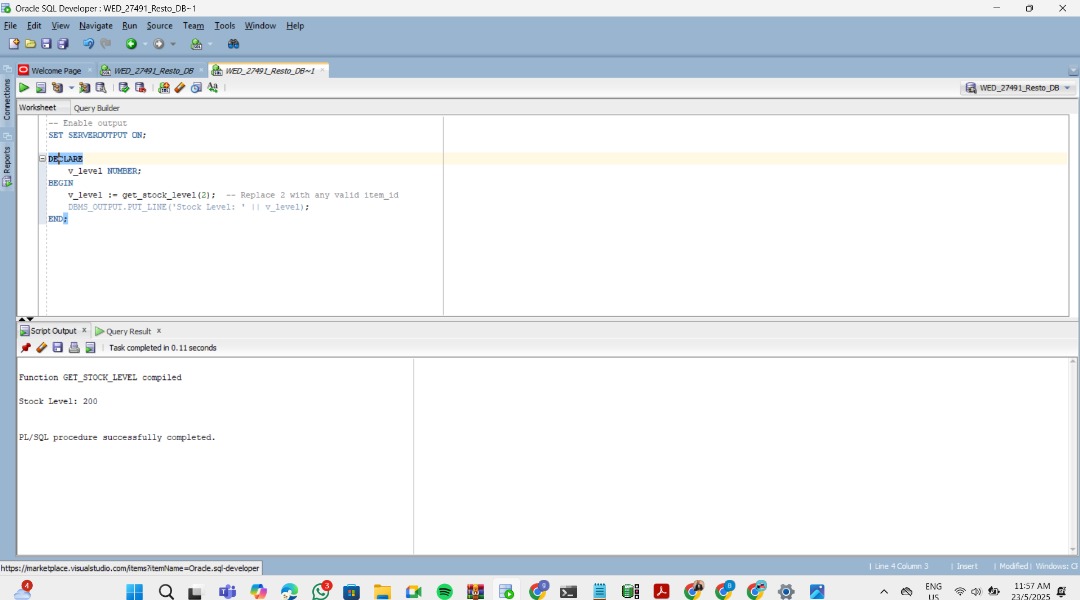 Oracle SQL Developer : WED_27491_Resto_DB~1
File Edit View Navigate Run Source Team Tools Window Help
Welcome Page WED_27491_Resto_DB WED_27491_Resto_DB~1
WED_27491_Resto_DB
Connections
Reports
Worksheet Query Builder
-- Enable output
SET SERVEROUTPUT ON;
DECLARE
v_level NUMBER;
BEGIN
v_level := get_stock_level(2); -- Replace 2 with any valid item_id
DBMS_OUTPUT.PUT_LINE('Stock Level: ' || v_level);
END;
Script Output x Query Result x
Task completed in 0.11 seconds
Function GET_STOCK_LEVEL compiled
Stock Level: 200
PL/SQL procedure successfully completed.
https://marketplace.visualstudio.com/items?itemName=Oracle.sql-developer
Line 4 Column 3 Insert Modified Windows: C
4
3
ENG
US
11:57 AM
23/5/2025